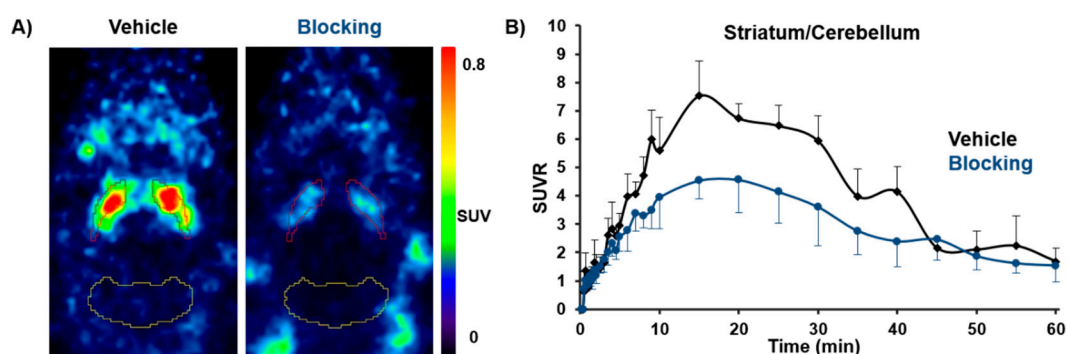 A)
Vehicle
Blocking
0.8
SUV
0
B)
Striatum/Cerebellum
10
9
8
7
6
5
4
3
2
1
0
SUVR
Vehicle
Blocking
0
10
20
30
40
50
60
Time (min)